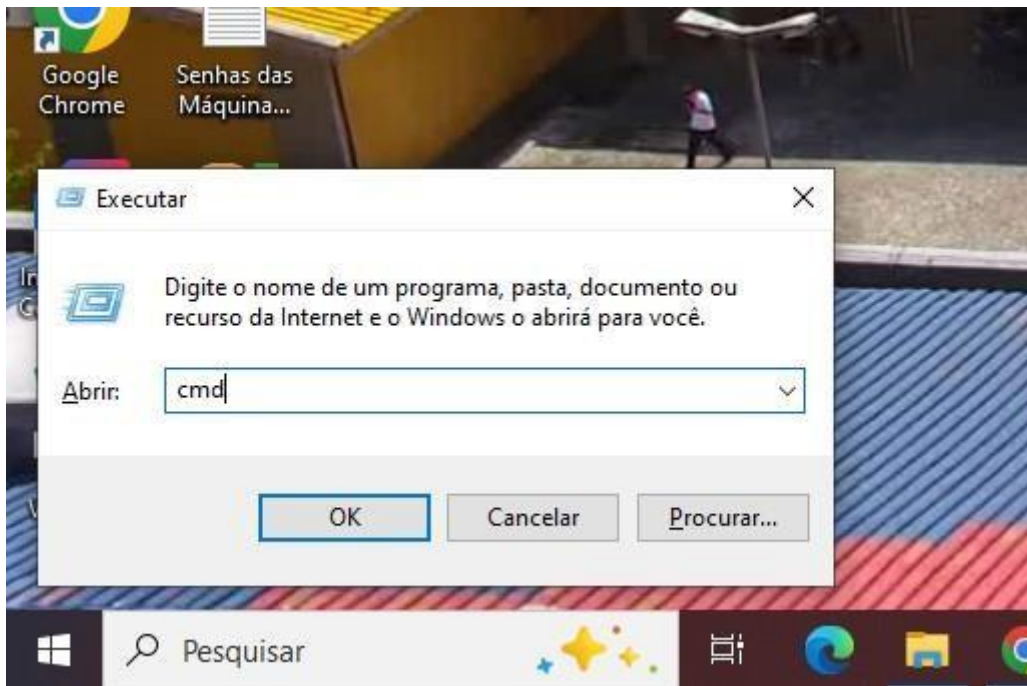 Google
Chrome
Senhas das
Máquina...
Executar
Digite o nome de um programa, pasta, documento ou
recurso da Internet e o Windows o abrirá para você.
Abrir:
cmd
OK
Cancelar
Procurar...
Pesquisar